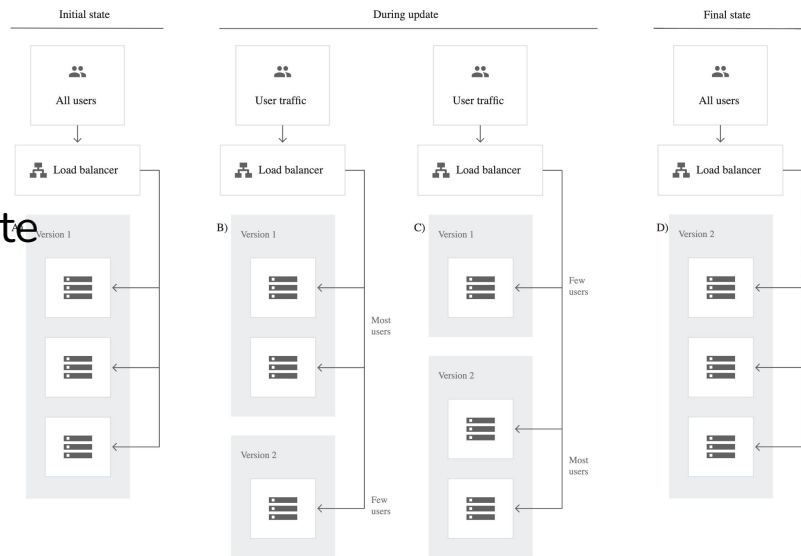 Initial state
During update
Final state
All users
User traffic
User traffic
All users
Load balancer
Load balancer
Load balancer
Load balancer
te
A)
Version 1
B)
Version 1
Most
users
Version 2
Few
users
C)
Version 1
Few
users
Version 2
Most
users
D)
Version 2